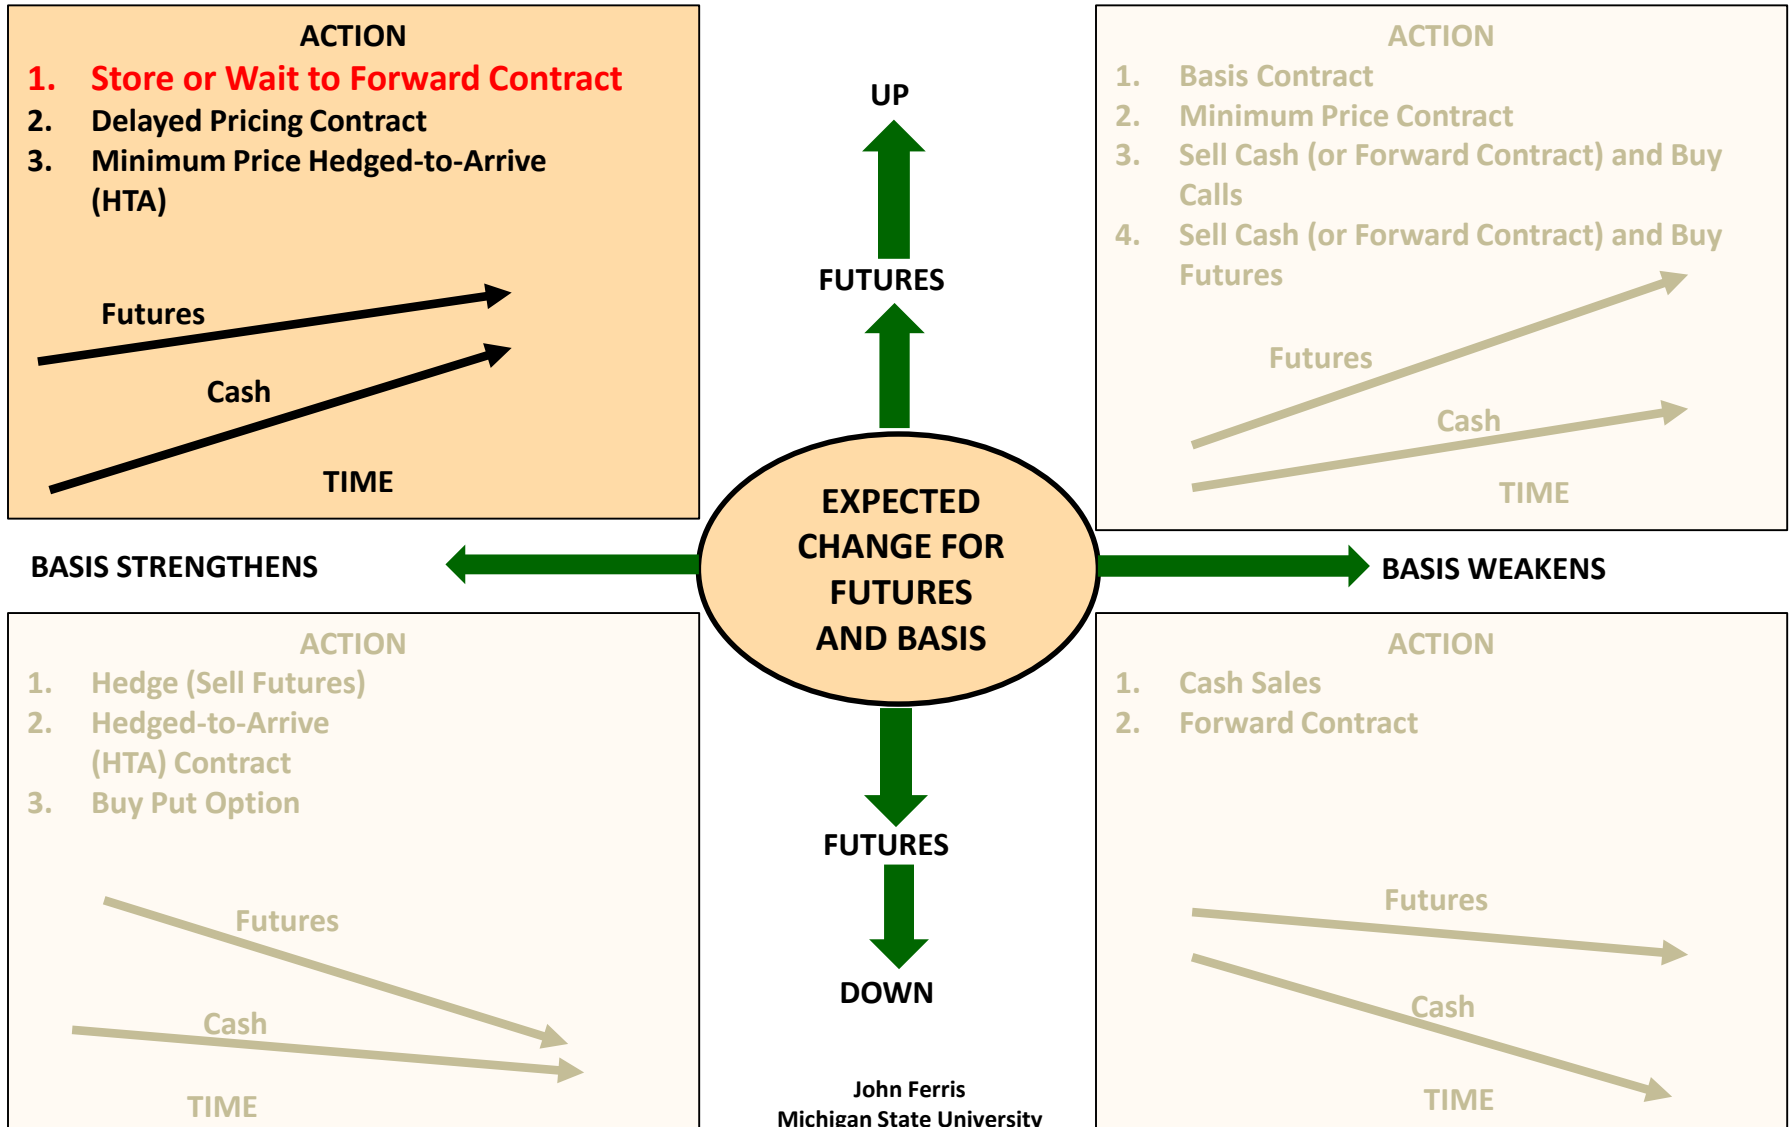 ACTION
1. Store or Wait to Forward Contract
2. Delayed Pricing Contract
3. Minimum Price Hedged-to-Arrive
(HTA)
Futures
Cash
TIME
UP
FUTURES
ACTION
1. Basis Contract
2. Minimum Price Contract
3. Sell Cash (or Forward Contract) and Buy
Calls
4. Sell Cash (or Forward Contract) and Buy
Futures
Futures
Cash
TIME
BASIS STRENGTHENS
EXPECTED
CHANGE FOR
FUTURES
AND BASIS
BASIS WEAKENS
ACTION
1. Hedge (Sell Futures)
2. Hedged-to-Arrive
(HTA) Contract
3. Buy Put Option
Futures
Cash
TIME
FUTURES
DOWN
John Ferris
Michigan State University
ACTION
1. Cash Sales
2. Forward Contract
Futures
Cash
TIME